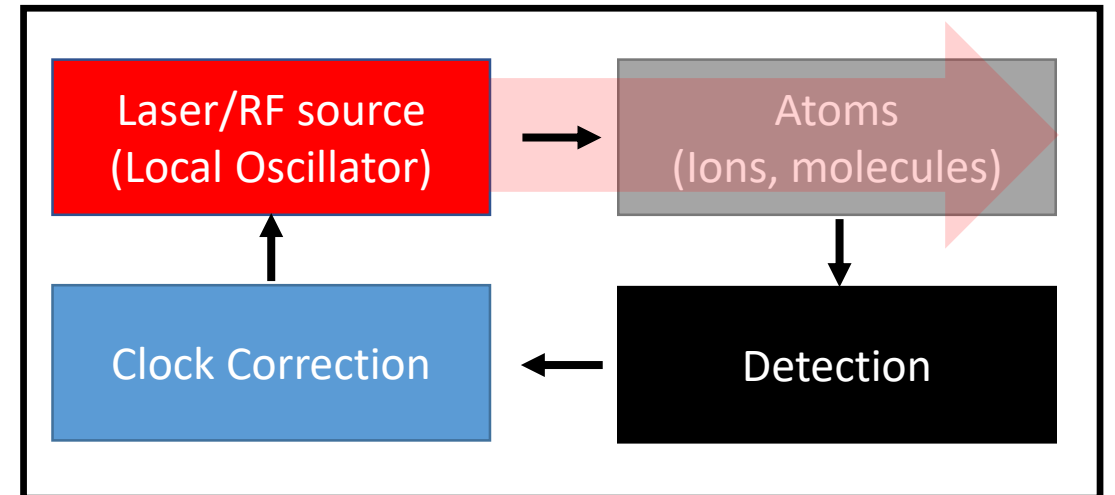 Laser/RF source
(Local Oscillator)
Atoms
(Ions, molecules)
Clock Correction
Detection